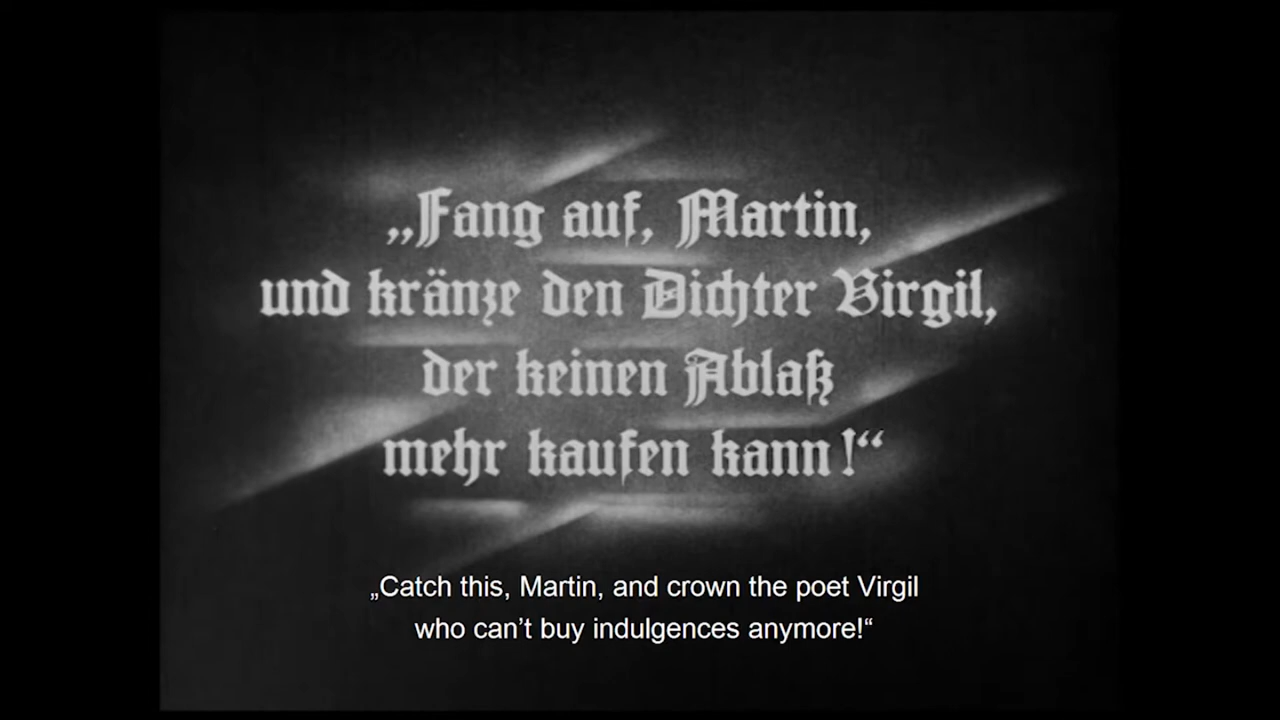 „Fang auf, Martin,
und kränze den Dichter Virgil,
der keinen Ablaß
mehr kaufen kann!“
„Catch this, Martin, and crown the poet Virgil
who can’t buy indulgences anymore!“